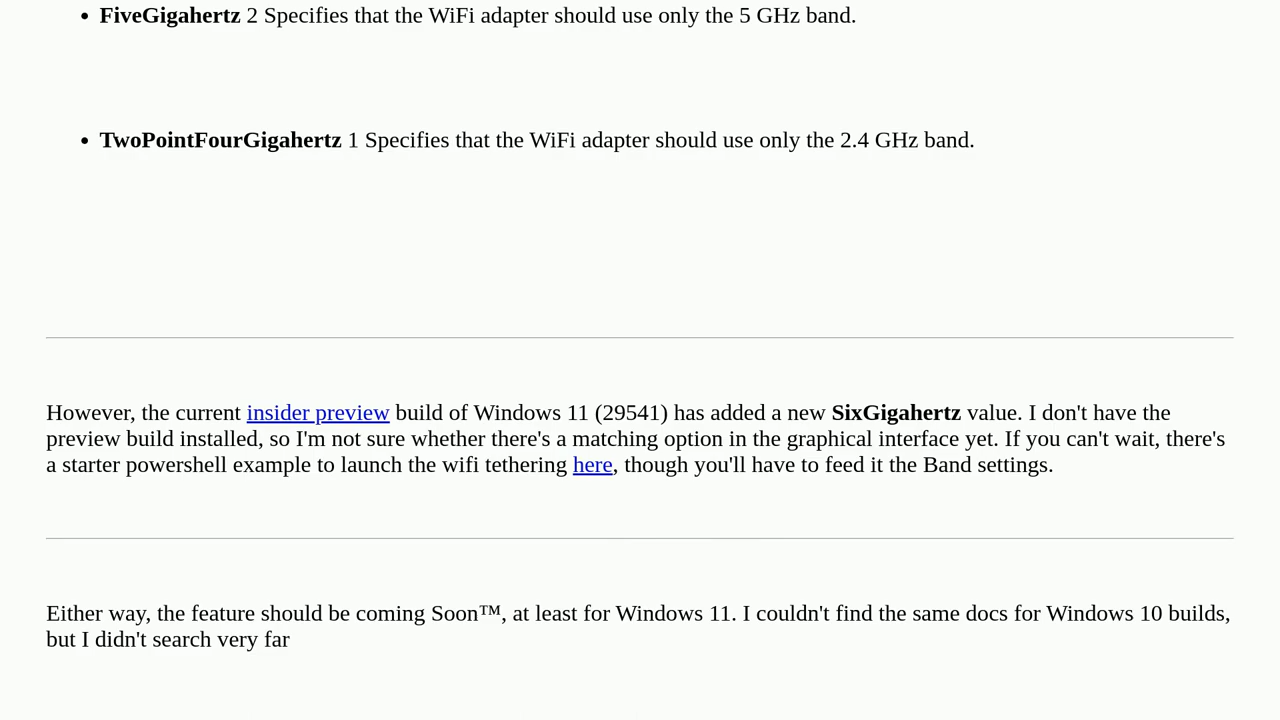 • FiveGigahertz 2 Specifies that the WiFi adapter should use only the 5 GHz band.
• TwoPointFourGigahertz 1 Specifies that the WiFi adapter should use only the 2.4 GHz band.
However, the current insider preview build of Windows 11 (29541) has added a new SixGigahertz value. I don't have the
preview build installed, so I'm not sure whether there's a matching option in the graphical interface yet. If you can't wait, there's
a starter powershell example to launch the wifi tethering here, though you'll have to feed it the Band settings.
Either way, the feature should be coming Soon™, at least for Windows 11. I couldn't find the same docs for Windows 10 builds,
but I didn't search very far